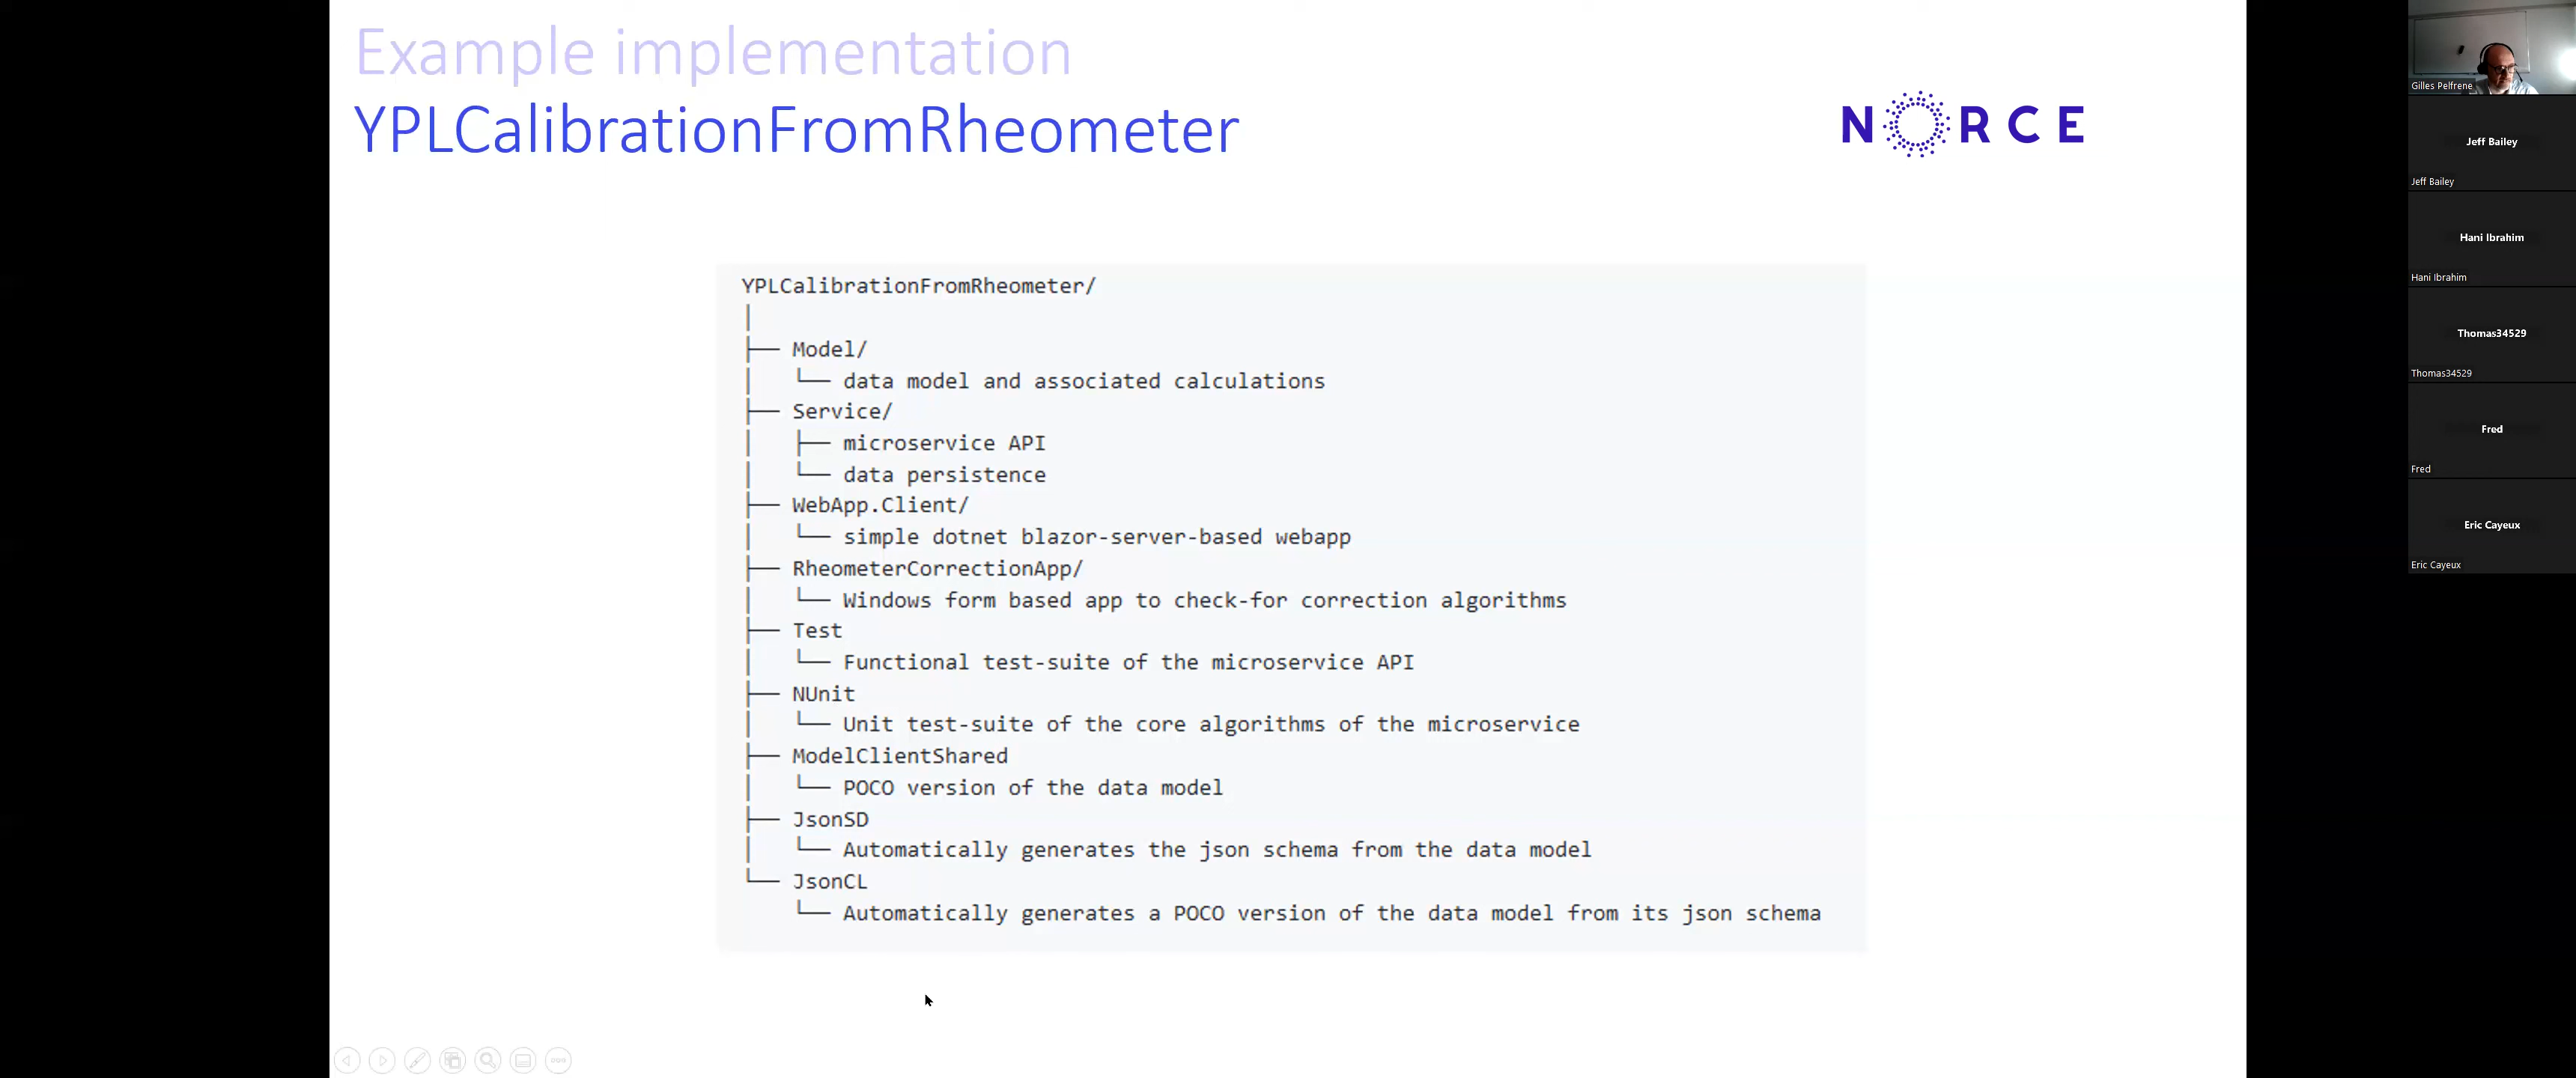 Example implementation
YPLCalibrationFromRheometer
NORCE
YPLCalibrationFromRheometer/
│
├── Model/
│   └── data model and associated calculations
├── Service/
│   ├── microservice API
│   └── data persistence
├── WebApp.Client/
│   └── simple dotnet blazor-server-based webapp
├── RheometerCorrectionApp/
│   └── Windows form based app to check-for correction algorithms
├── Test
│   └── Functional test-suite of the microservice API
├── NUnit
│   └── Unit test-suite of the core algorithms of the microservice
├── ModelClientShared
│   └── POCO version of the data model
├── JsonSD
│   └── Automatically generates the json schema from the data model
└── JsonCL
    └── Automatically generates a POCO version of the data model from its json schema
Gilles Pelfrene
Jeff Bailey
Jeff Bailey
Hani Ibrahim
Hani Ibrahim
Thomas34529
Thomas34529
Fred
Fred
Eric Cayeux
Eric Cayeux